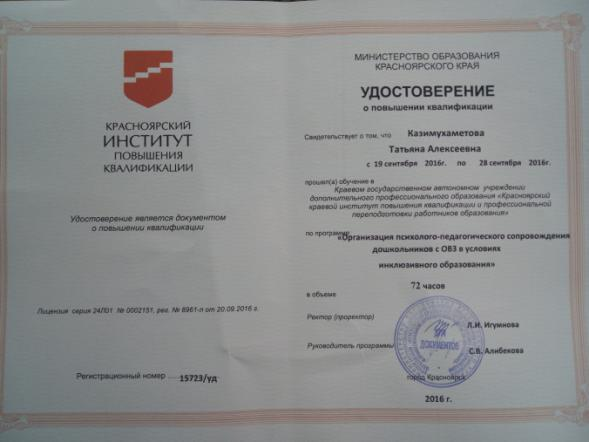 КРАСНОЯРСКИЙ
ИНСТИТУТ
ПОВЫШЕНИЯ
КВАЛИФИКАЦИИ
Удостоверение является документом
о повышении квалификации
Лицензия серия 24Л01 № 0002151, рег. № 8961-л от 20.09.2016 г.
Регистрационный номер 15723/уд
МИНИСТЕРСТВО ОБРАЗОВАНИЯ
КРАСНОЯРСКОГО КРАЯ
УДОСТОВЕРЕНИЕ
о повышении квалификации
Свидетельствует о том, что Казимухаметова
Татьяна Алексеевна
с 19 сентября 2016г. по 28 сентября 2016г.
прошел(а) обучение в
Краевом государственном автономном учреждении
дополнительного профессионального образования «Красноярский
краевой институт повышения квалификации и профессиональной
переподготовки работников образования»
по программе «Организация психолого-педагогического сопровождения
дошкольников с ОВЗ в условиях
инклюзивного образования»
в объеме 72 часов
Ректор (проректор) Л.И. Игумнова
ДОКУМЕНТОВ
Руководитель программы С.В. Алибекова
город Красноярск
2016 г.